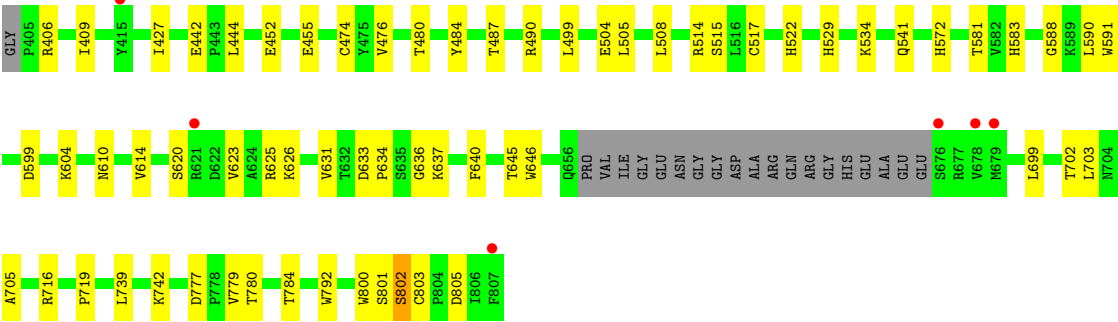 GLY P405 R406 I409 Y415 I427 E442 P443 L444 E452 E455 C474 Y475 V476 T480 Y484 T487 R490 L499 E504 L505 L508 R514 S515 L516 C517 H522 H529 K534 Q541 H572 T581 V582 H583 G588 K589 L590 W591
D599 K604 N610 V614 S620 R621 D622 V623 A624 R625 K626 V631 T632 D633 P634 S635 G636 K637 F640 T645 W646 Q656 PRO VAL ILE GLY GLU ASN GLY GLY ASP ALA ARG GLN ARG GLY HIS GLU ALA GLU GLU S676 R677 V678 M679 L699 T702 L703 N704
A705 R716 P719 L739 K742 D777 P778 V779 T780 T784 W792 W800 S801 S802 C803 P804 D805 I806 F807